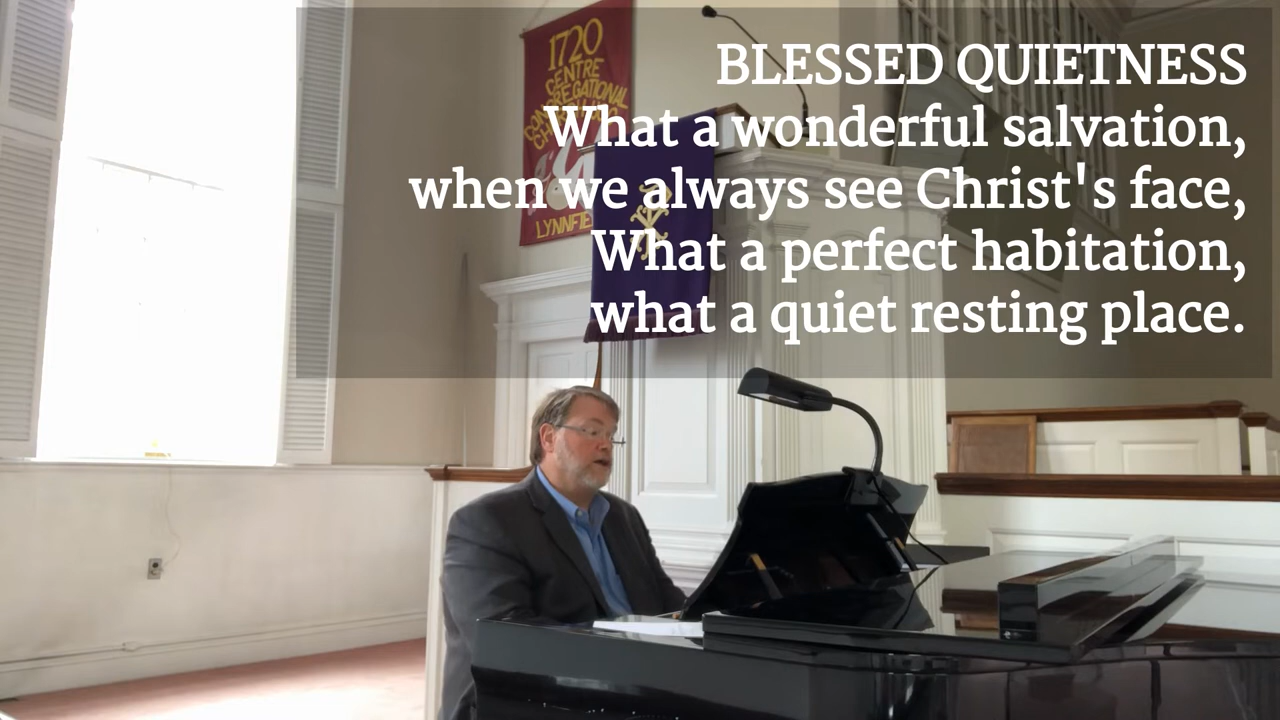 BLESSED QUIETNESS
What a wonderful salvation,
when we always see Christ's face,
What a perfect habitation,
what a quiet resting place.
1720
CENTRE
LYNNFIE